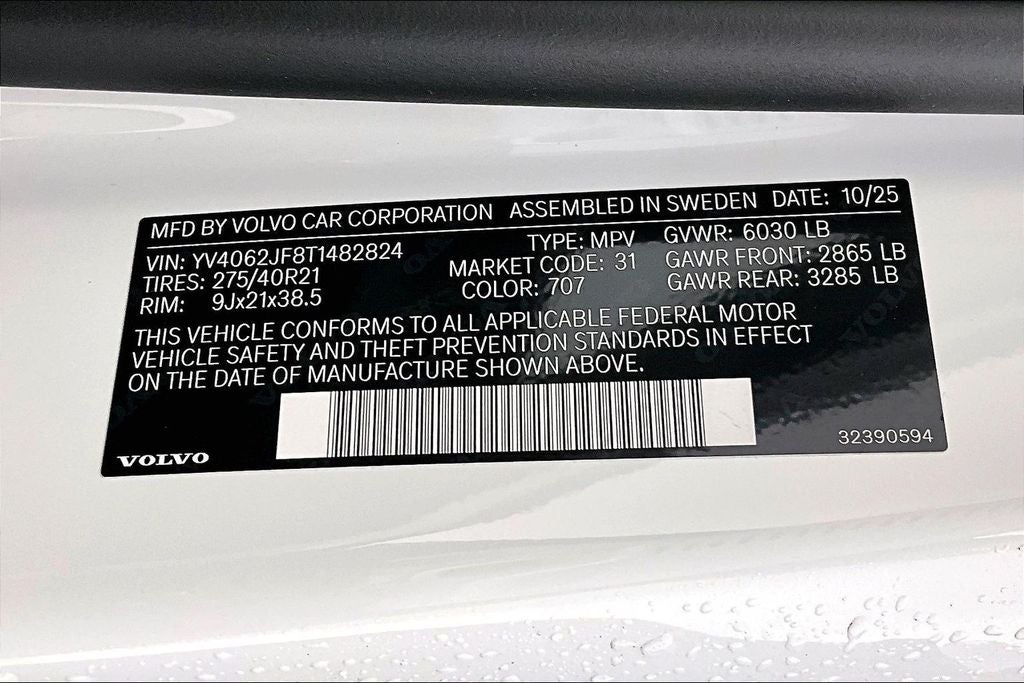 MFD BY VOLVO CAR CORPORATION ASSEMBLED IN SWEDEN DATE: 10/25
VIN: YV4062JF8T1482824 TYPE: MPV GVWR: 6030 LB
TIRES: 275/40R21 MARKET CODE: 31 GAWR FRONT: 2865 LB
RIM: 9Jx21x38.5 COLOR: 707 GAWR REAR: 3285 LB
THIS VEHICLE CONFORMS TO ALL APPLICABLE FEDERAL MOTOR
VEHICLE SAFETY AND THEFT PREVENTION STANDARDS IN EFFECT
ON THE DATE OF MANUFACTURE SHOWN ABOVE.
VOLVO 32390594